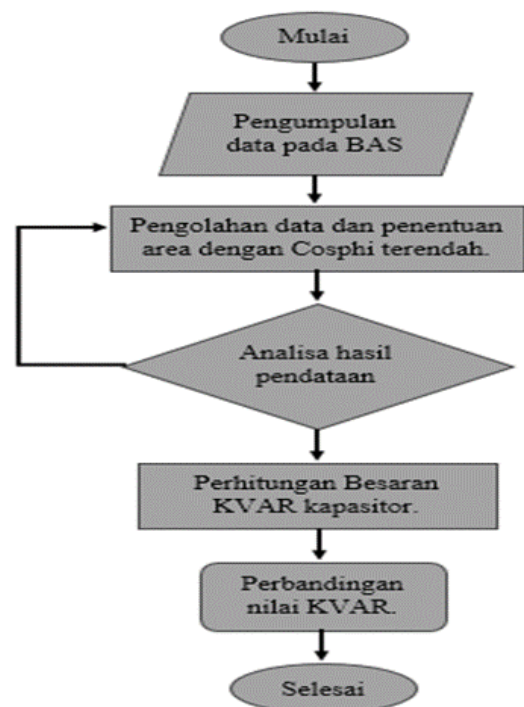 Mulai
Pengumpulan
data pada BAS
Pengolahan data dan penentuan
area dengan Cosphi terendah.
Analisa hasil
pendataan
Perhitungan Besaran
KVAR kapasitor.
Perbandingan
nilai KVAR.
Selesai